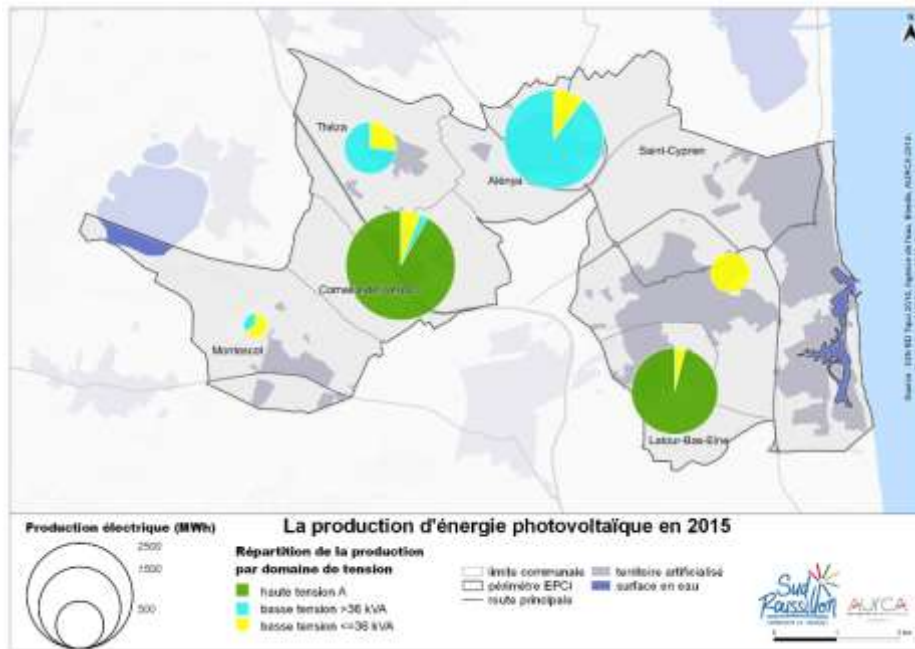 Théza
Alénya
Saint-Cyprien
Montescot
Latour-Bas-Elne
La production d'énergie photovoltaïque en 2015
Production électrique (MWh)
2500
1500
500
Répartition de la production
par domaine de tension
haute tension A
basse tension >36 kVA
basse tension <=36 kVA
limite communale
périmètre EPCI
route principale
territoire artificialisé
surface en eau
Sud
Roussillon
AURCA